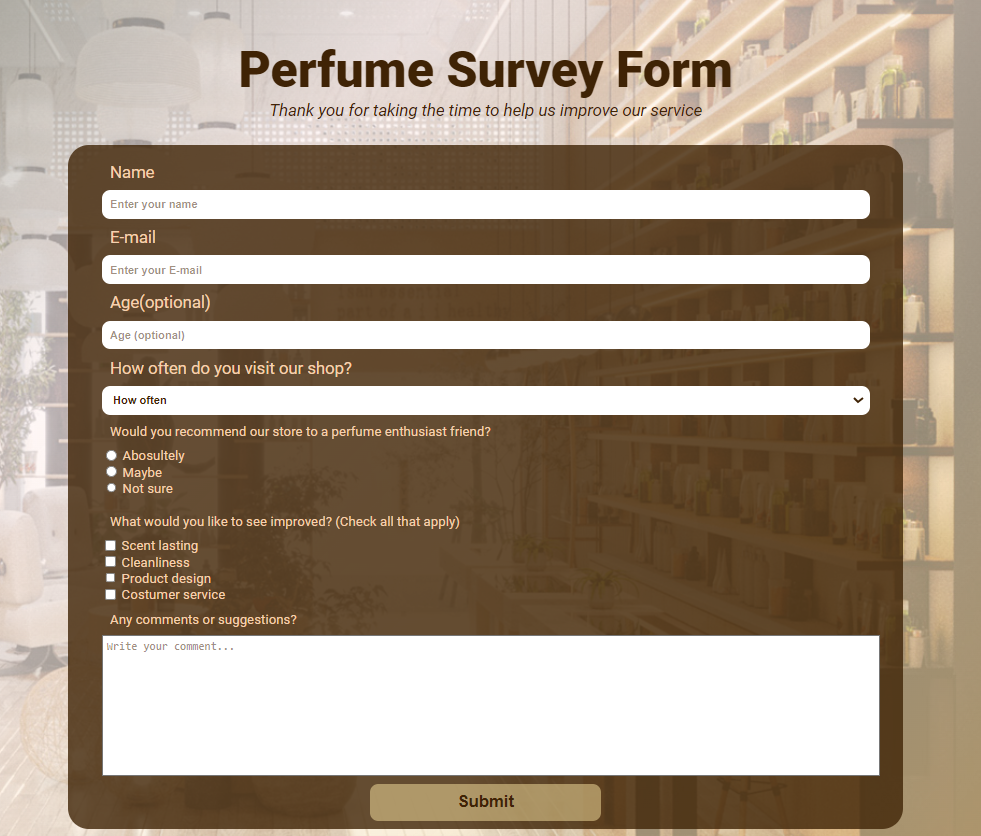 Perfume Survey Form
Thank you for taking the time to help us improve our service
Name
Enter your name
E-mail
Enter your E-mail
Age(optional)
Age (optional)
How often do you visit our shop?
How often
Would you recommend our store to a perfume enthusiast friend?
Abosultely
Maybe
Not sure
What would you like to see improved? (Check all that apply)
Scent lasting
Cleanliness
Product design
Costumer service
Any comments or suggestions?
Write your comment...
Submit